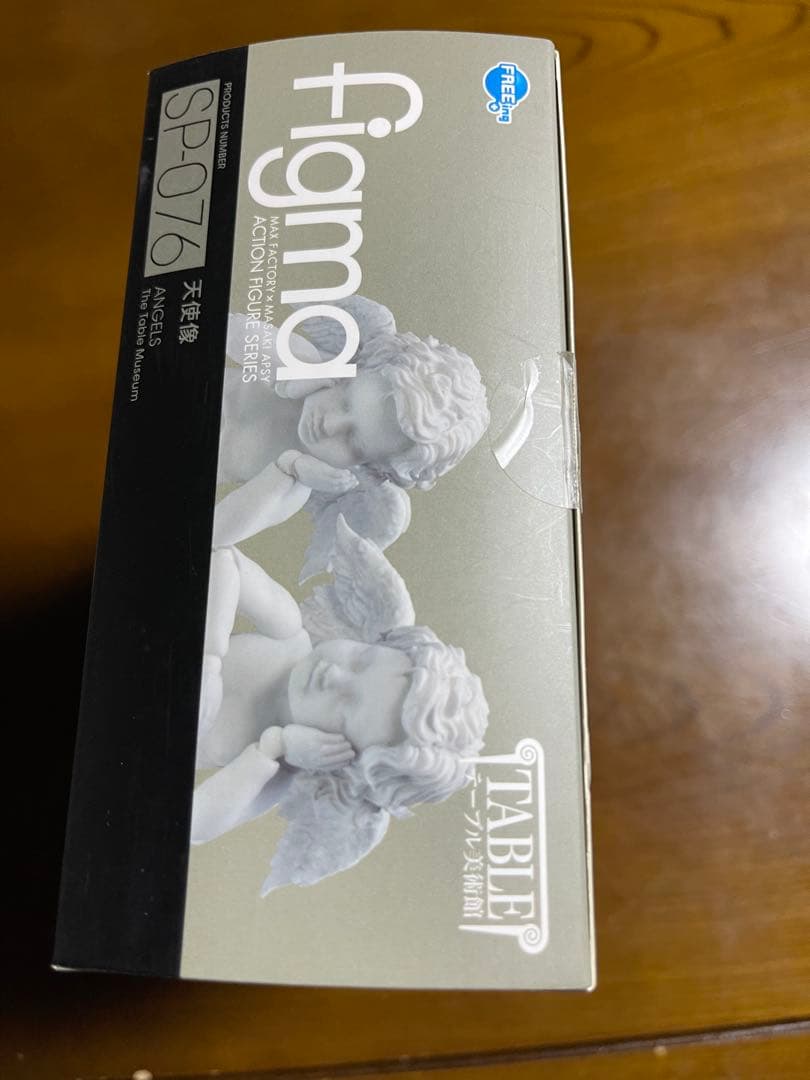 FREEing
figma
MAX FACTORY × MASAKI APSY
ACTION FIGURE SERIES
PRODUCTS NUMBER
SP-076
天使像
ANGELS
The Table Museum
TABLE
テーブル美術館